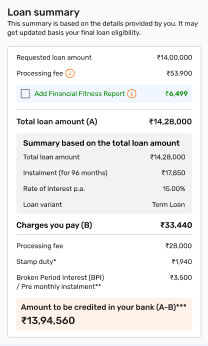 Loan summary
This summary is based on the details provided by you. It may
get updated basis your final loan eligibility.
Requested loan amount ₹14,00,000
Processing fee ₹53,900
Add Financial Fitness Report ₹6,499
Total loan amount (A) ₹14,28,000
Summary based on the total loan amount
Total loan amount ₹14,28,000
Instalment (for 96 months) ₹17,850
Rate of interest p.a. 15.00%
Loan variant Term Loan
Charges you pay (B) ₹33,440
Processing fee ₹28,000
Stamp duty* ₹1,940
Broken Period Interest (BPI) ₹3,500
/ Pre monthly instalment**
Amount to be credited in your bank (A-B)***
₹13,94,560